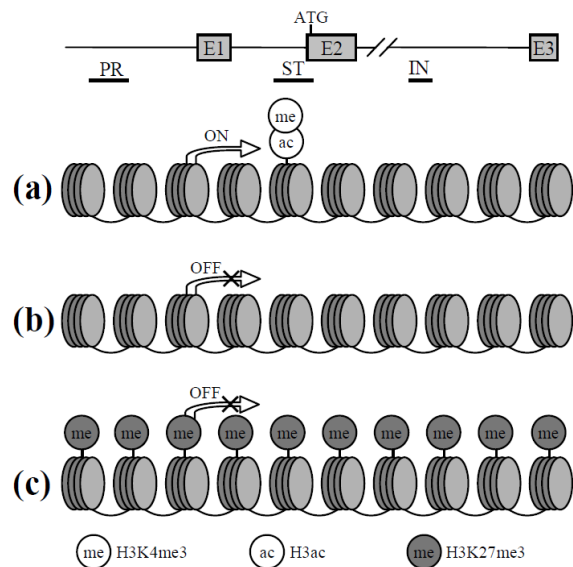 ATG
E1 E2 E3
PR ST IN
me
ON ac
(a)
OFF
(b)
OFF
me me me me me me me me me me
(c)
me H3K4me3 ac H3ac me H3K27me3